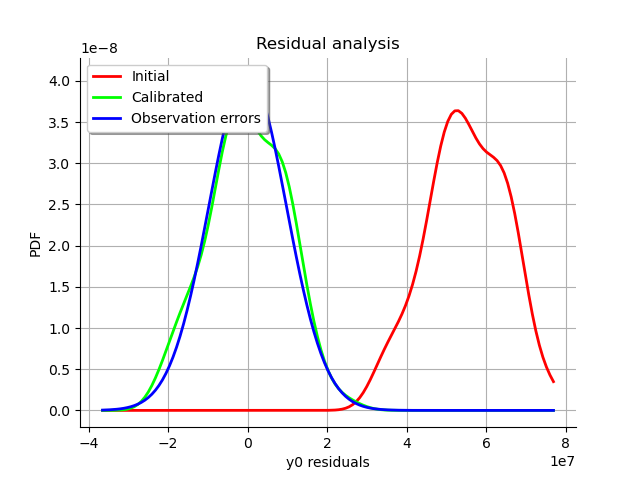 Residual analysis
1e−8
Initial
Calibrated
Observation errors
4.0
3.5
3.0
2.5
2.0
1.5
1.0
0.5
0.0
PDF
−4 −2 0 2 4 6 8
1e7
y0 residuals